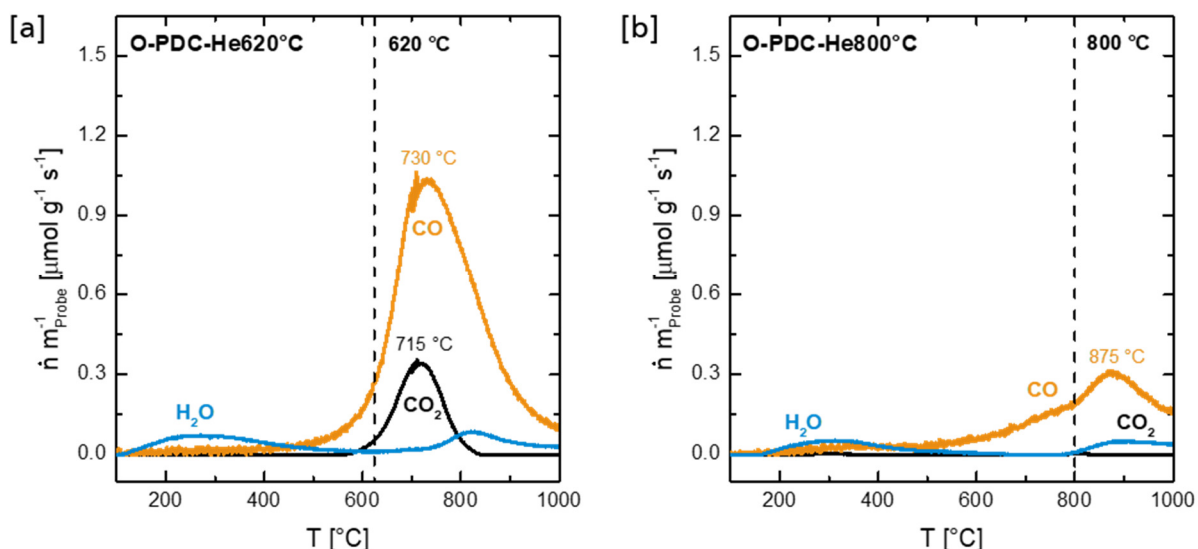 [a]
O-PDC-He620°C
620 °C
1.5
1.2
0.9
0.6
0.3
0.0
ṅ m⁻¹Probe [µmol g⁻¹ s⁻¹]
730 °C
CO
715 °C
CO₂
H₂O
200 400 600 800 1000
T [°C]
[b]
O-PDC-He800°C
800 °C
1.5
1.2
0.9
0.6
0.3
0.0
ṅ m⁻¹Probe [µmol g⁻¹ s⁻¹]
875 °C
CO
H₂O
CO₂
200 400 600 800 1000
T [°C]